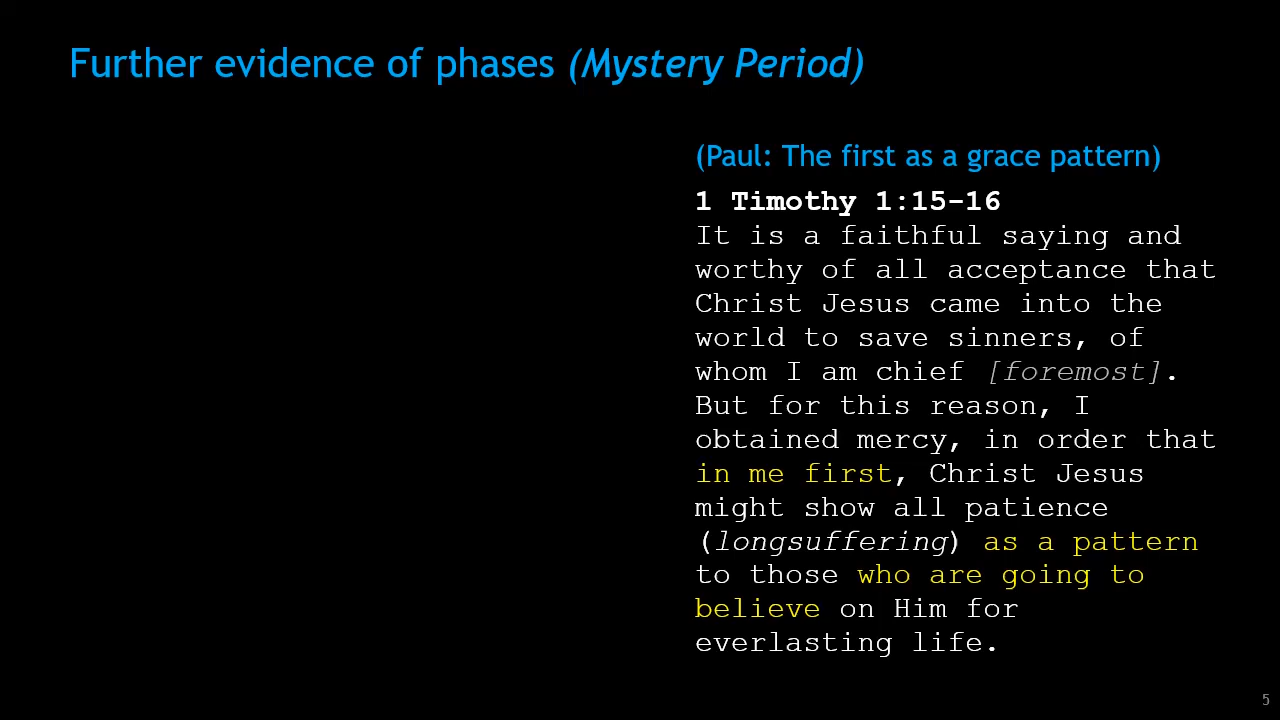 Further evidence of phases (Mystery Period)
(Paul: The first as a grace pattern)
1 Timothy 1:15-16
It is a faithful saying and
worthy of all acceptance that
Christ Jesus came into the
world to save sinners, of
whom I am chief [foremost].
But for this reason, I
obtained mercy, in order that
in me first, Christ Jesus
might show all patience
(longsuffering) as a pattern
to those who are going to
believe on Him for
everlasting life.
5